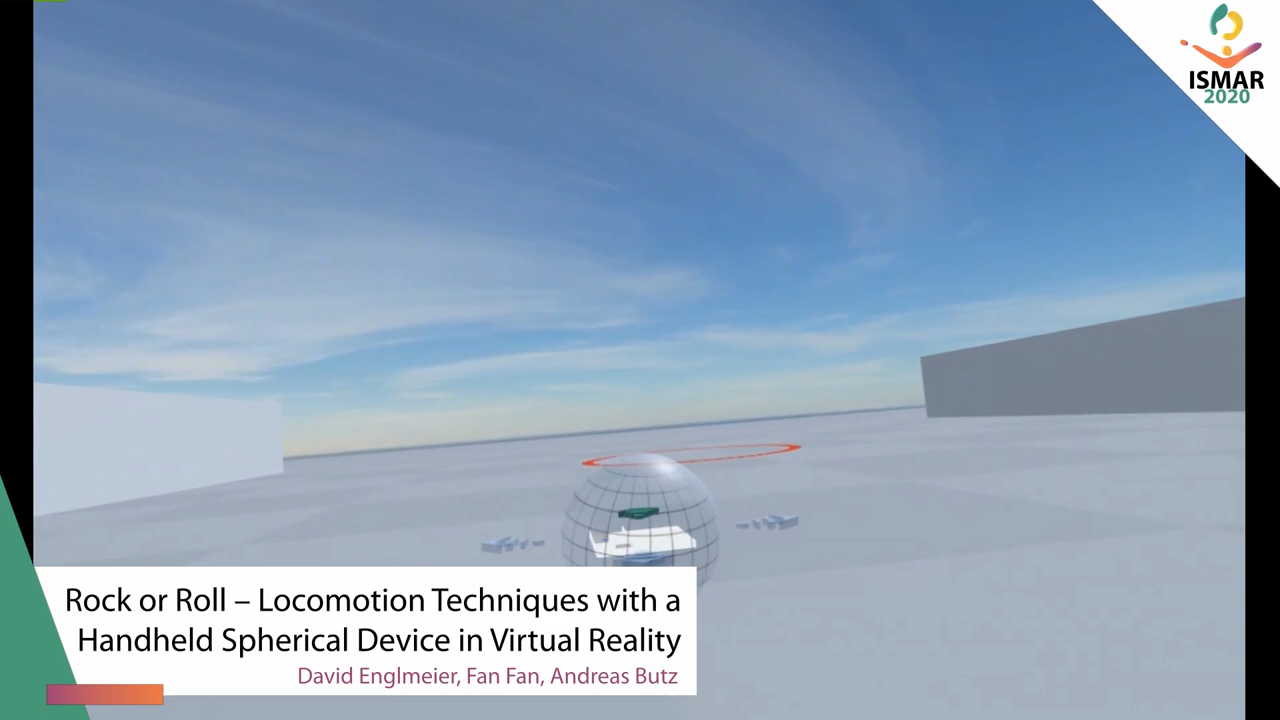 ISMAR
2020
Rock or Roll – Locomotion Techniques with a
Handheld Spherical Device in Virtual Reality
David Englmeier, Fan Fan, Andreas Butz